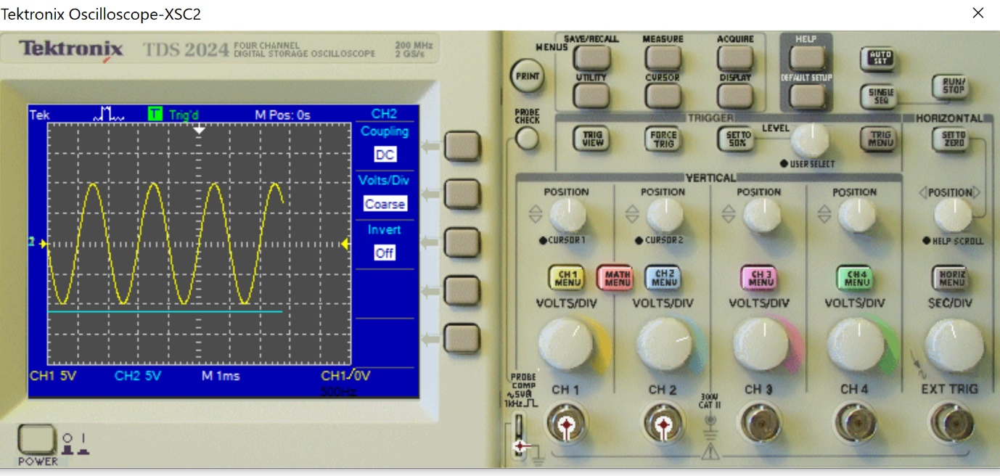 Tektronix Oscilloscope-XSC2
Tektronix TDS 2024 FOUR CHANNEL DIGITAL STORAGE OSCILLOSCOPE 200 MHz 2 GS/s
Tek T Trig'd M Pos: 0s CH2
Coupling
DC
Volts/Div
Coarse
Invert
Off
CH1 5V CH2 5V M 1ms CH1 0V
500Hz
POWER
PRINT
MENUS
SAVE/RECALL MEASURE ACQUIRE HELP AUTO SET
UTILITY CURSOR DISPLAY DEFAULT SETUP SINGLE SEQ RUN/STOP
PROBE CHECK
TRIGGER HORIZONTAL
TRIG VIEW FORCE TRIG SET TO 50% LEVEL TRIG MENU SET TO ZERO
USER SELECT
VERTICAL
POSITION POSITION POSITION POSITION POSITION
CURSOR 1 CURSOR 2 HELP SCROLL
CH 1 MENU MATH MENU CH 2 MENU CH 3 MENU CH 4 MENU HORIZ MENU
VOLTS/DIV VOLTS/DIV VOLTS/DIV VOLTS/DIV SEC/DIV
PROBE COMP
1kHz
CH 1 CH 2 CH 3 CH 4 EXT TRIG
300V CAT II